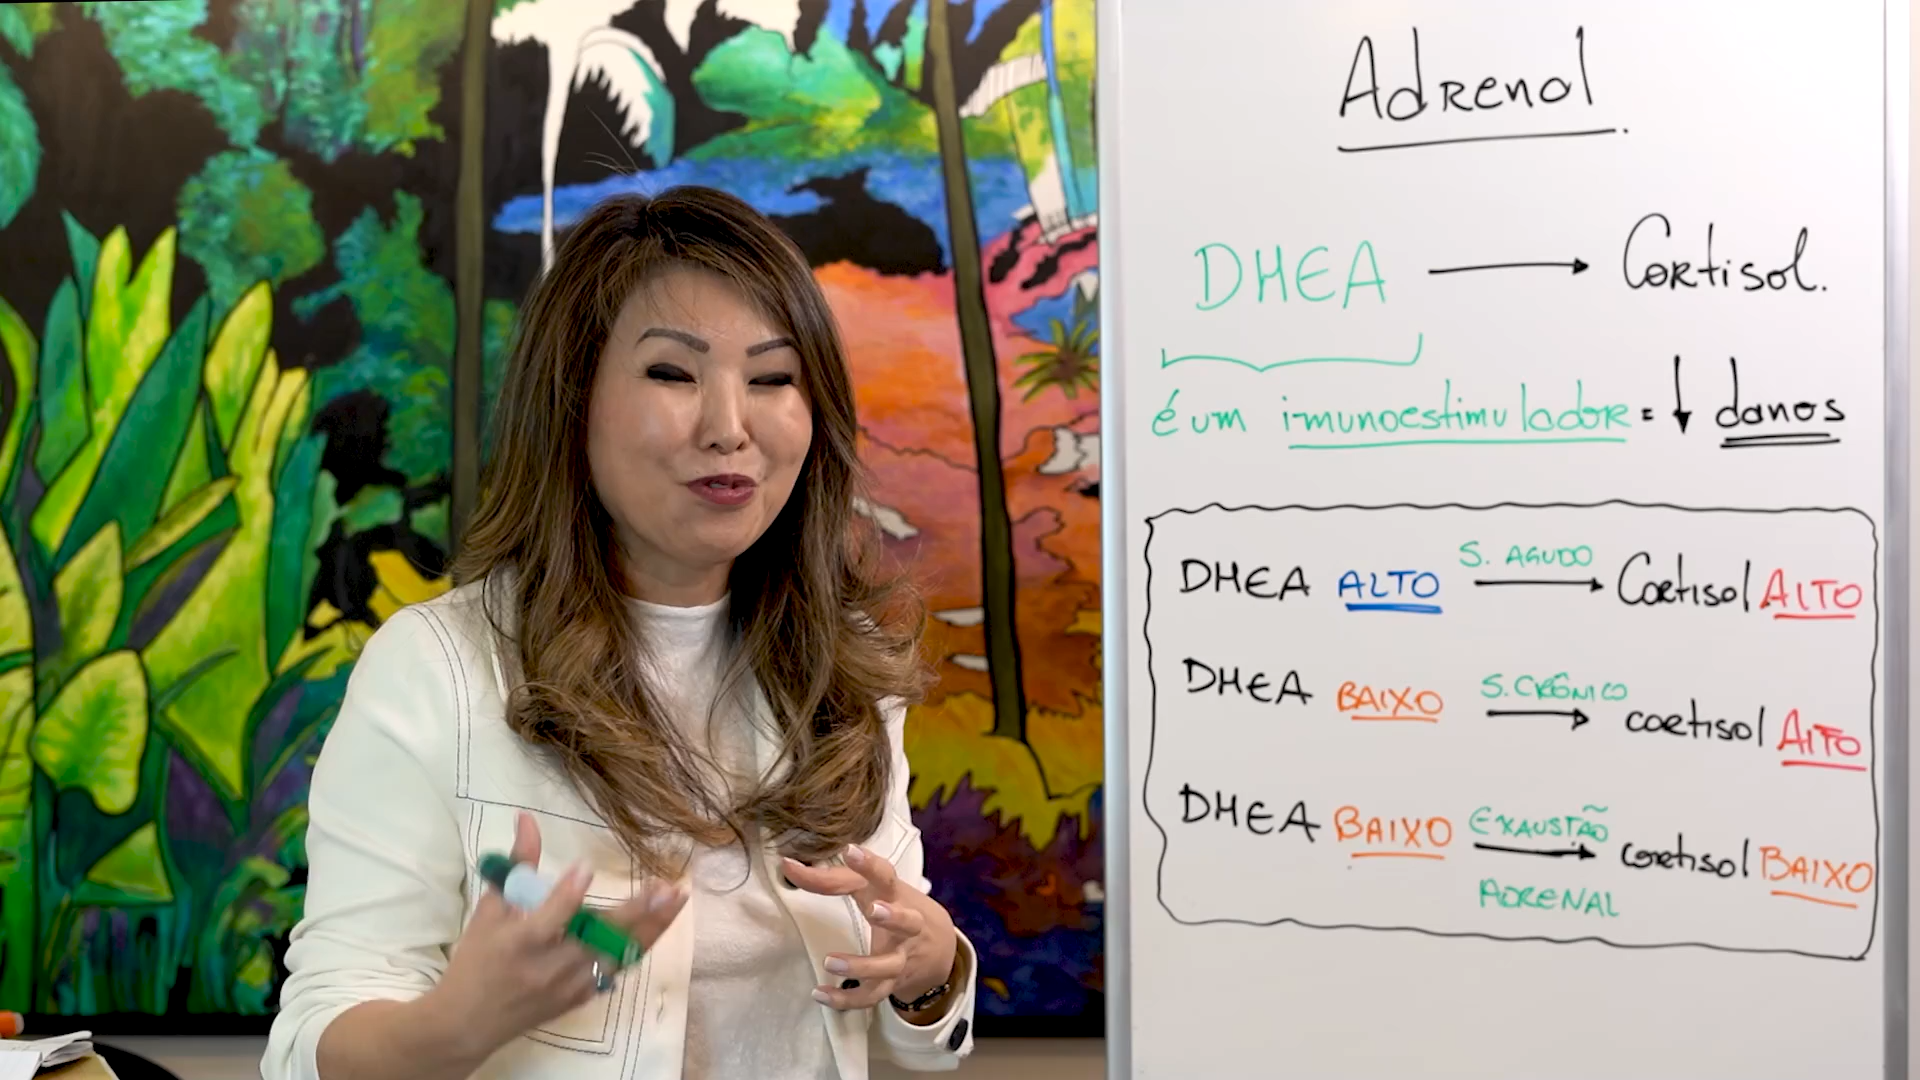 Adrenal.
DHEA → Cortisol.
é um imunoestimulador = ↓ danos
DHEA ALTO S. AGUDO → Cortisol ALTO
DHEA BAIXO S. CRÔNICO → cortisol ALTO
DHEA BAIXO EXAUSTÃO → cortisol BAIXO
ADRENAL